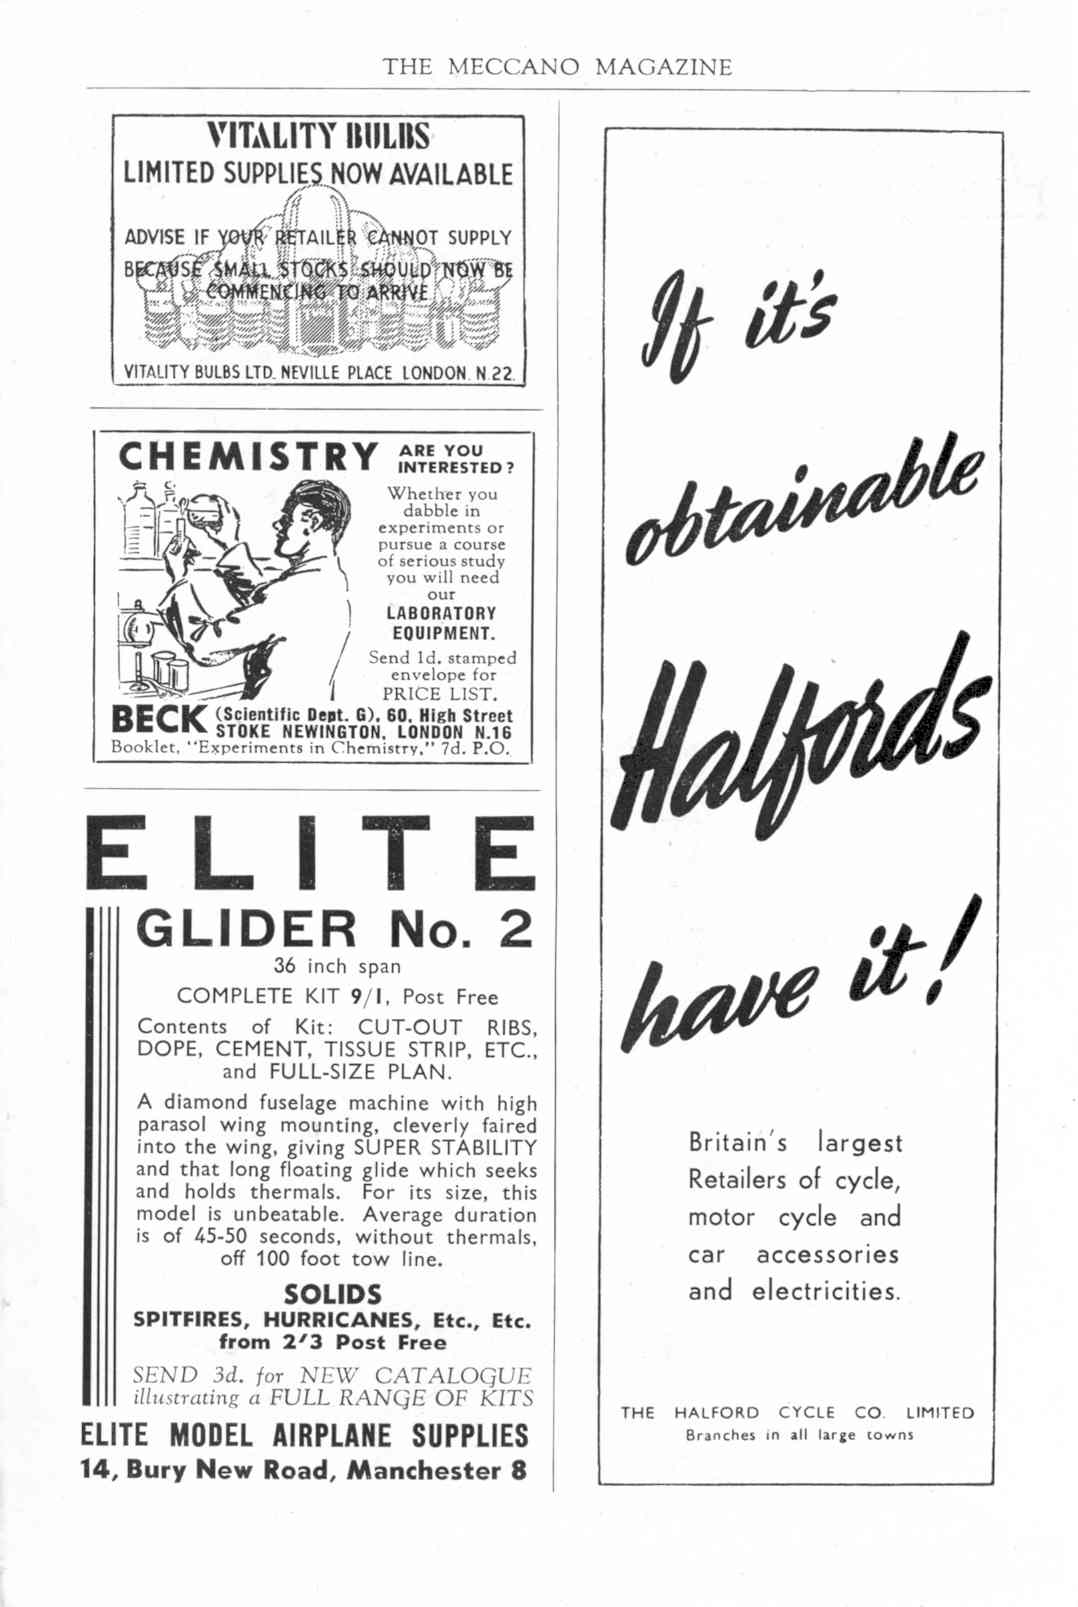 THE MECCANO MAGAZINE
VITALITY BULBS
LIMITED SUPPLIES NOW AVAILABLE
ADVISE IF YOUR RETAILER CANNOT SUPPLY
BECAUSE SMALL STOCKS SHOULD NOW BE
COMMENCING TO ARRIVE
VITALITY BULBS LTD. NEVILLE PLACE LONDON. N.22.
CHEMISTRY
ARE YOU
INTERESTED?
Whether you
dabble in
experiments or
pursue a course
of serious study
you will need
our
LABORATORY
EQUIPMENT.
Send 1d. stamped
envelope for
PRICE LIST.
BECK (Scientific Dept. G), 60, High Street
STOKE NEWINGTON, LONDON N.16
Booklet, "Experiments in Chemistry," 7d. P.O.
ELITE
GLIDER No. 2
36 inch span
COMPLETE KIT 9/1, Post Free
Contents of Kit: CUT-OUT RIBS,
DOPE, CEMENT, TISSUE STRIP, ETC.,
and FULL-SIZE PLAN.
A diamond fuselage machine with high
parasol wing mounting, cleverly faired
into the wing, giving SUPER STABILITY
and that long floating glide which seeks
and holds thermals. For its size, this
model is unbeatable. Average duration
is of 45-50 seconds, without thermals,
off 100 foot tow line.
SOLIDS
SPITFIRES, HURRICANES, Etc., Etc.
from 2/3 Post Free
SEND 3d. for NEW CATALOGUE
illustrating a FULL RANGE OF KITS
ELITE MODEL AIRPLANE SUPPLIES
14, Bury New Road, Manchester 8
If it's
obtainable
Halfords
have it!
Britain's largest
Retailers of cycle,
motor cycle and
car accessories
and electricities.
THE HALFORD CYCLE CO. LIMITED
Branches in all large towns